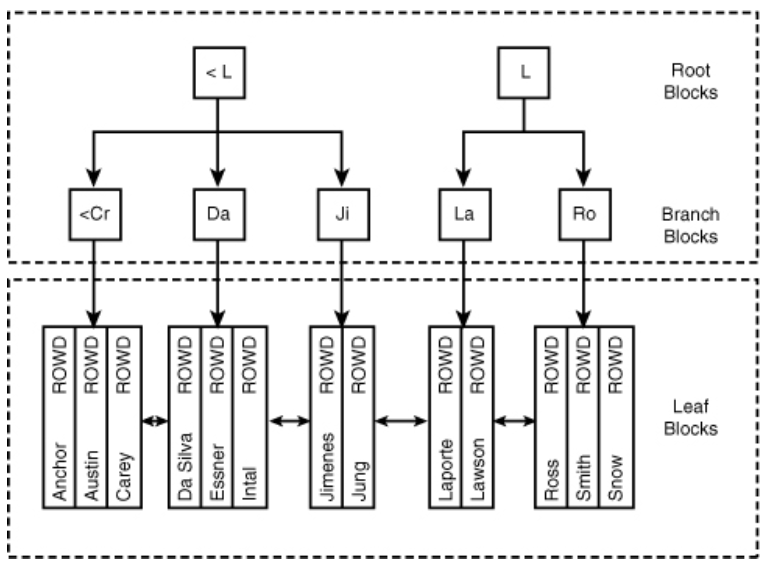 < L
L
Root
Blocks
<Cr
Da
Ji
La
Ro
Branch
Blocks
Anchor ROWD
Austin ROWD
Carey ROWD
Da Silva ROWD
Essner ROWD
Intal ROWD
Jimenes ROWD
Jung ROWD
Laporte ROWD
Lawson ROWD
Ross ROWD
Smith ROWD
Snow ROWD
Leaf
Blocks